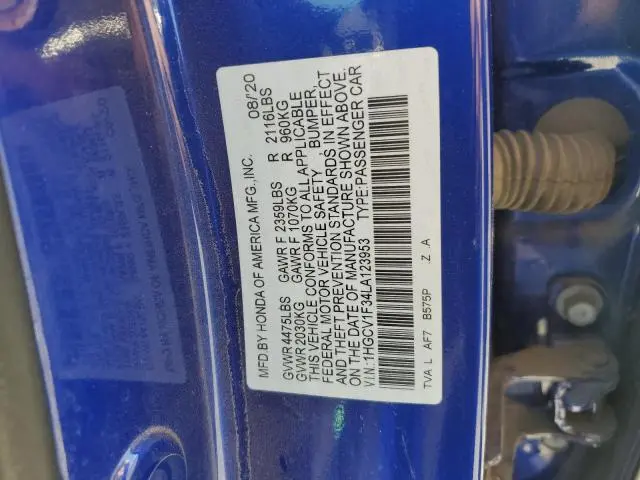 MFD BY HONDA OF AMERICA MFG.,INC. 08/20
GVWR 4475LBS GAWR F 2359LBS R 2116LBS
GVWR 2030KG GAWR F 1070KG R 960KG
THIS VEHICLE CONFORMS TO ALL APPLICABLE
FEDERAL MOTOR VEHICLE SAFETY, BUMPER,
AND THEFT PREVENTION STANDARDS IN EFFECT
ON THE DATE OF MANUFACTURE SHOWN ABOVE.
V.I.N.:1HGCV1F34LA123953 TYPE:PASSENGER CAR
TVA L AF7 B575P Z A